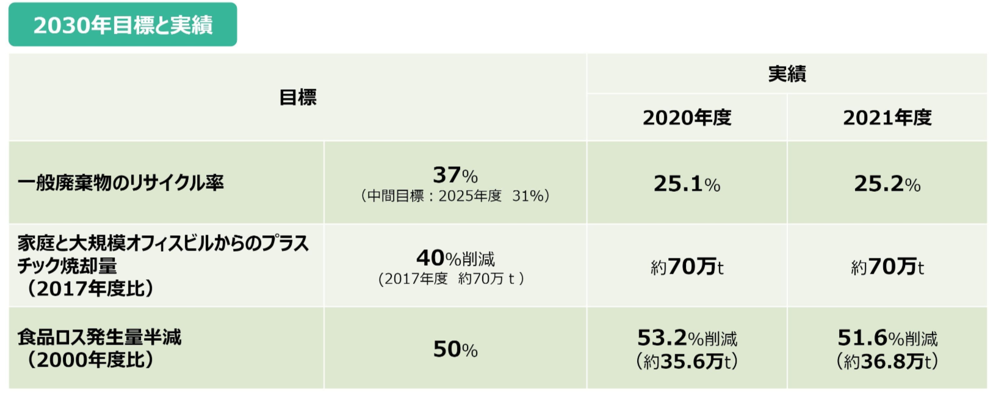 2030年目標と実績
目標
実績
2020年度
2021年度
一般廃棄物のリサイクル率
37%
（中間目標：2025年度 31%）
25.1%
25.2%
家庭と大規模オフィスビルからのプラス
チック焼却量
（2017年度比）
40%削減
(2017年度 約70万ｔ)
約70万t
約70万t
食品ロス発生量半減
（2000年度比）
50%
53.2%削減
（約35.6万t）
51.6%削減
（約36.8万t）